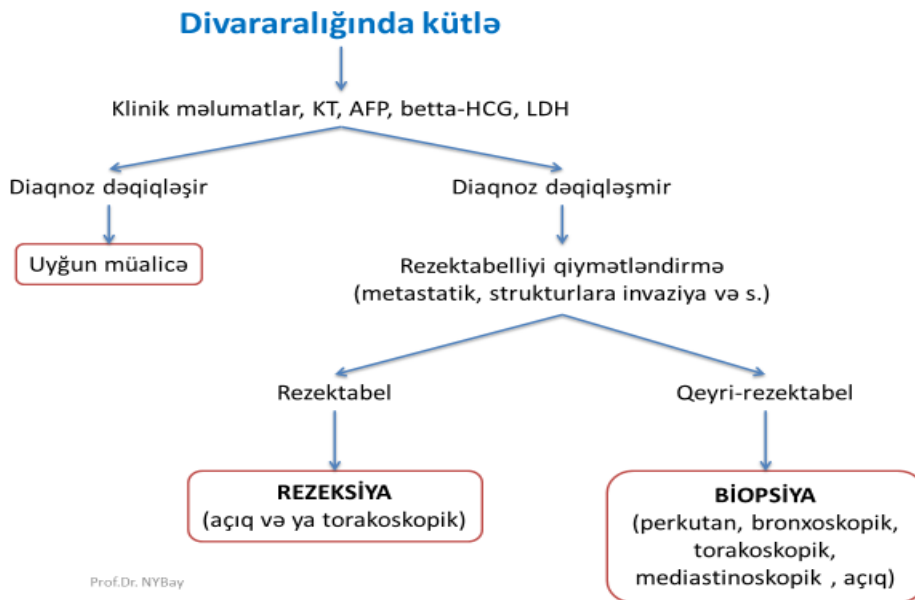 Divararalığında kütlə
Klinik məlumatlar, KT, AFP, betta-HCG, LDH
Diaqnoz dəqiqləşir
Diaqnoz dəqiqləşmir
Uyğun müalicə
Rezektabelliyi qiymətləndirmə
(metastatik, strukturlara invaziya və s.)
Rezektabel
Qeyri-rezektabel
REZEKSİYA
(açıq və ya torakoskopik)
BİOPSİYA
(perkutan, bronxoskopik,
torakoskopik,
mediastinoskopik , açıq)
Prof.Dr. NYBay